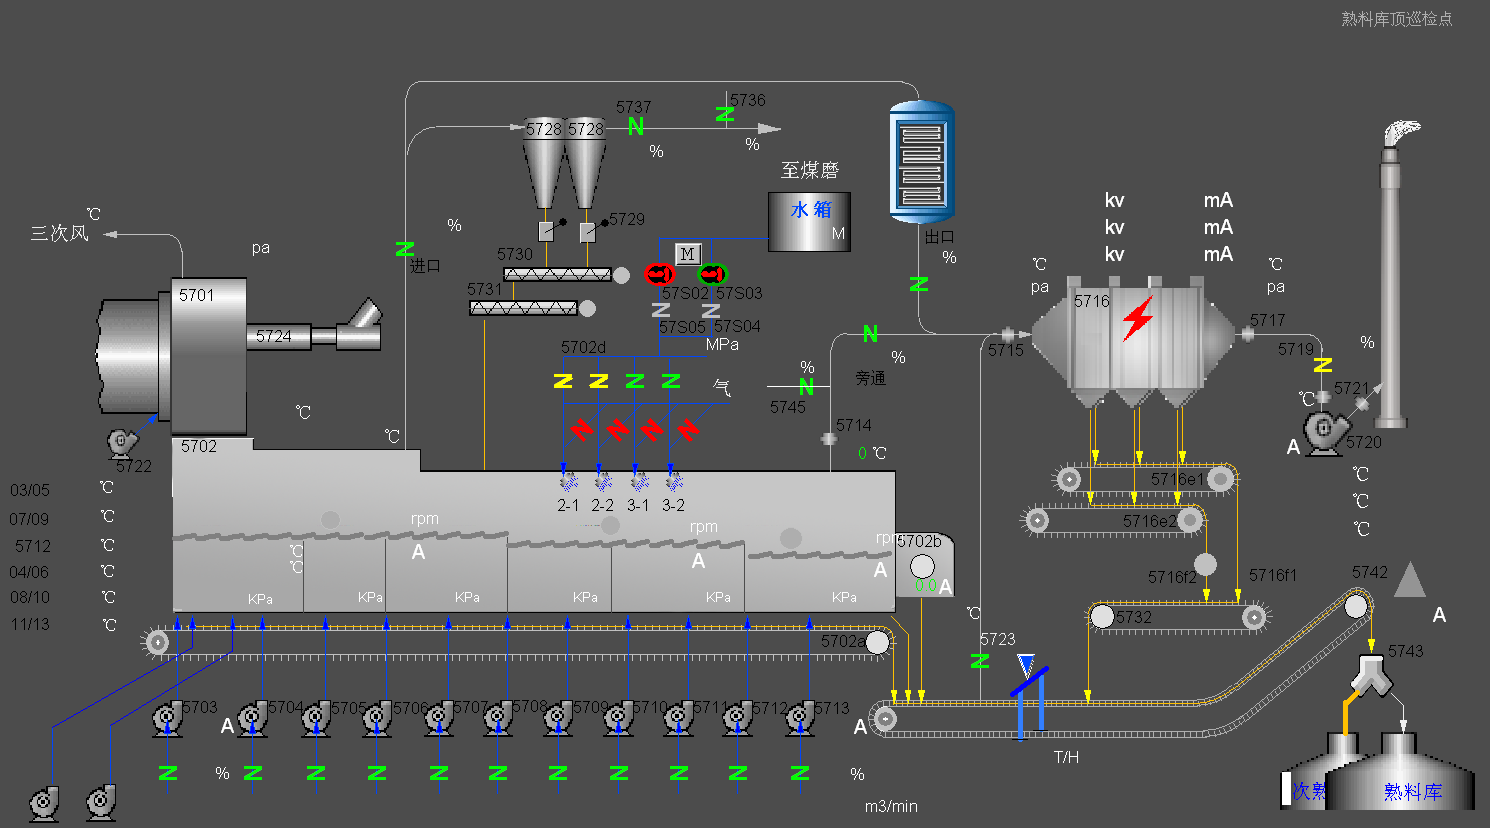 熟料库顶巡检点
5736
5737
5728
5728
%
%
至煤磨
水箱
M
kv
mA
kv
mA
kv
mA
℃
三次风
pa
%
5729
出口
%
进口
5730
M
5731
57S02
57S03
57S05
57S04
MPa
℃
pa
℃
pa
5701
5716
5724
5702d
5715
5717
5719
%
%
%
旁通
气
5745
5714
℃
5721
5720
A
℃
℃
5702
5722
0 ℃
03/05
℃
07/09
℃
5712
℃
04/06
℃
08/10
℃
11/13
℃
2-1
2-2
3-1
3-2
rpm
A
rpm
A
rpm
A
℃
℃
5702b
0.0
A
KPa
KPa
KPa
KPa
KPa
KPa
5716e1
5716e2
℃
℃
℃
5716f2
5716f1
5742
A
5732
5702a
℃
5723
5743
5703
5704
5705
5706
5707
5708
5709
5710
5711
5712
5713
A
A
%
%
T/H
m3/min
次熟
熟料库